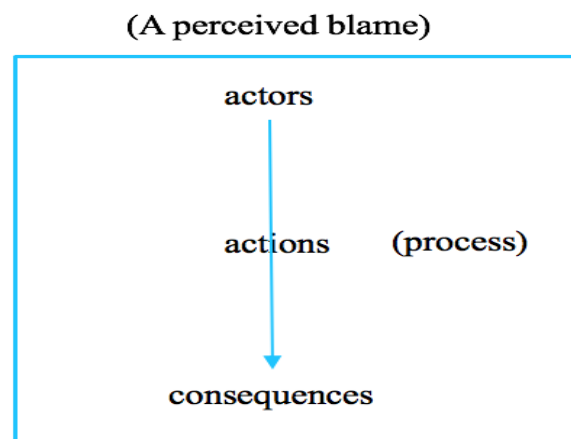 (A perceived blame)
actors
actions (process)
consequences